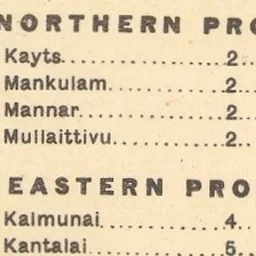 NORTHERN PRO
Kayts.................2..
Mankulam..............2..
Mannar................2..
Mullaittivu...........2..
EASTERN PRO
Kalmunai..............4..
Kantalai..............5..